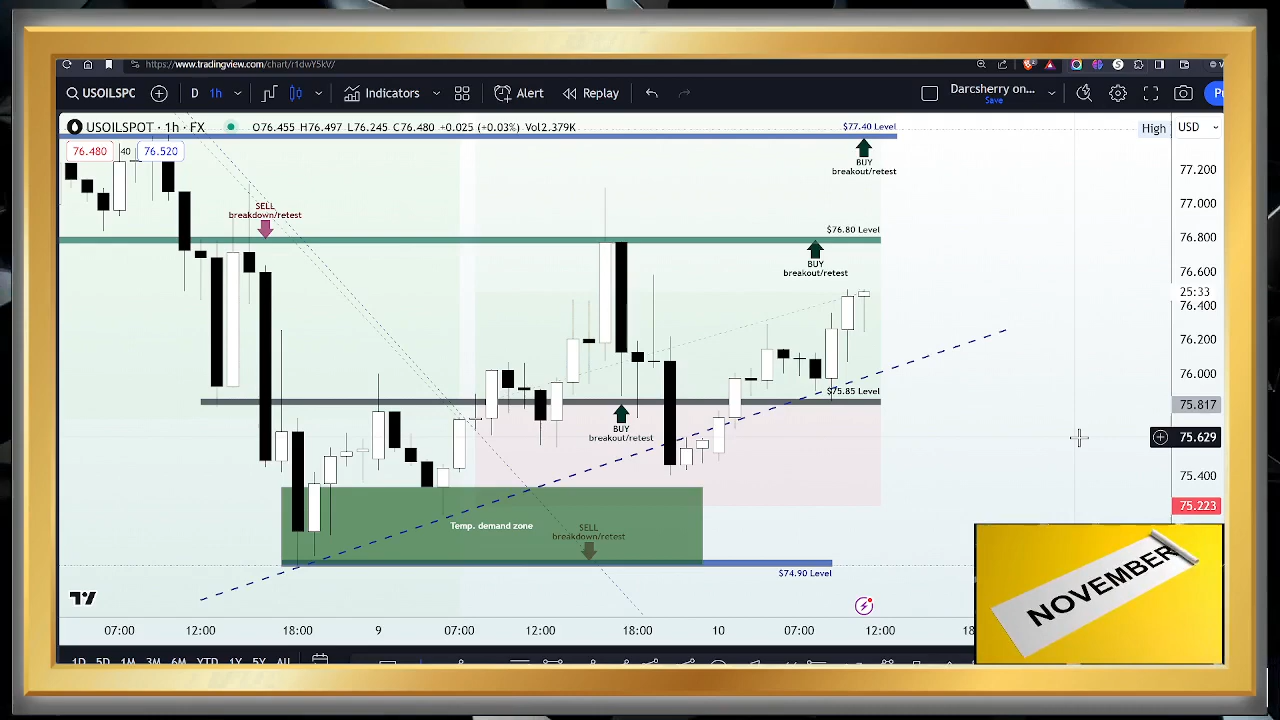 https://www.tradingview.com/chart/r1dwY5kV/
USOILSPC D 1h Indicators Alert Replay Darcsherry on...
Save
USOILSPOT · 1h · FX O76.455 H76.497 L76.245 C76.480 +0.025 (+0.03%) Vol2.379K
76.480 40 76.520
$77.40 Level
High USD
BUY
breakout/retest
77.200
77.000
SELL
breakdown/retest
$76.80 Level
76.800
BUY
breakout/retest
76.600
25:33
76.400
76.200
76.000
$75.85 Level
75.817
BUY
breakout/retest
75.629
75.400
75.223
Temp. demand zone
SELL
breakdown/retest
$74.90 Level
NOVEMBER
07:00 12:00 18:00 9 07:00 12:00 18:00 10 07:00 12:00
1D 5D 1M 3M 6M YTD 1Y 5Y All